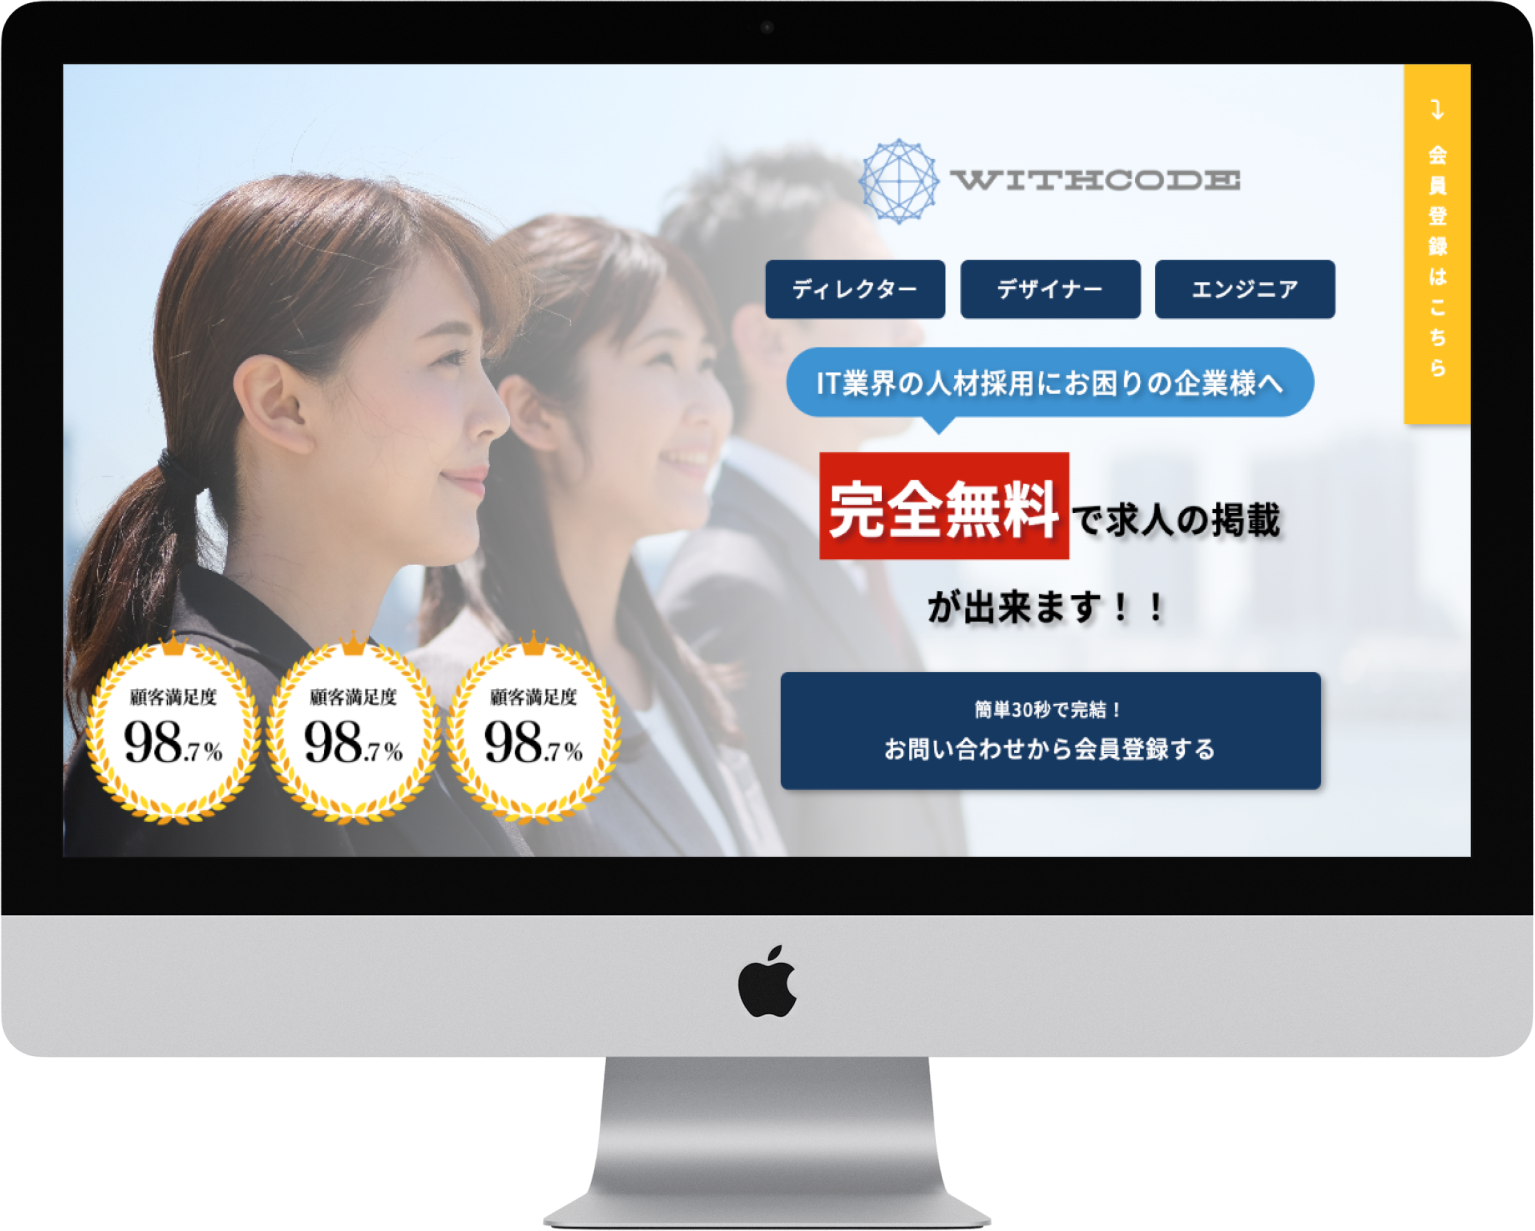 WITHCODE
ディレクター
デザイナー
エンジニア
IT業界の人材採用にお困りの企業様へ
完全無料で求人の掲載
が出来ます！！
簡単30秒で完結！
お問い合わせから会員登録する
会員登録はこちら
顧客満足度
98.7%
顧客満足度
98.7%
顧客満足度
98.7%